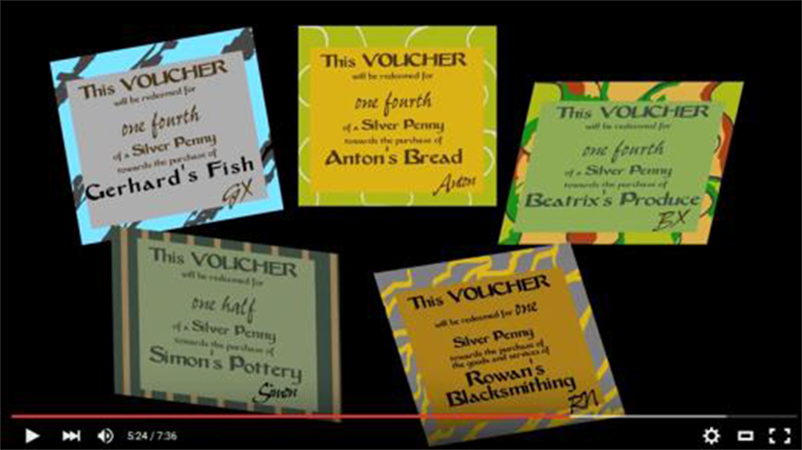 This VOUCHER
will be redeemed for
one fourth
of a Silver Penny
towards the purchase of
Gerhard's Fish
GX
This VOUCHER
will be redeemed for
one fourth
of a Silver Penny
towards the purchase of
Anton's Bread
Anton
This VOUCHER
will be redeemed for
one fourth
of a Silver Penny
towards the purchase of
Beatrix's Produce
BX
This VOUCHER
will be redeemed for
one half
of a Silver Penny
towards the purchase of
Simon's Pottery
Simon
This VOUCHER
will be redeemed for one
Silver Penny
towards the purchase of
the goods and services of
Rowan's
Blacksmithing
RN
5:24 / 7:36